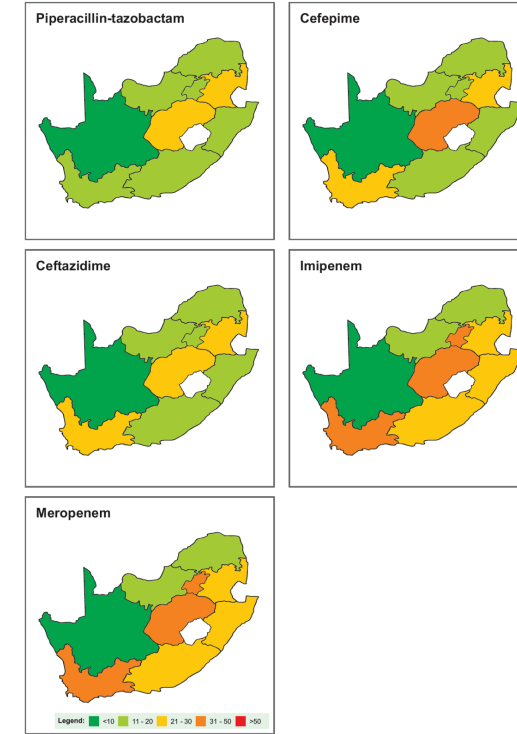 Piperacillin-tazobactam
Cefepime
Ceftazidime
Imipenem
Meropenem
Legend: <10 11 - 20 21 - 30 31 - 50 >50